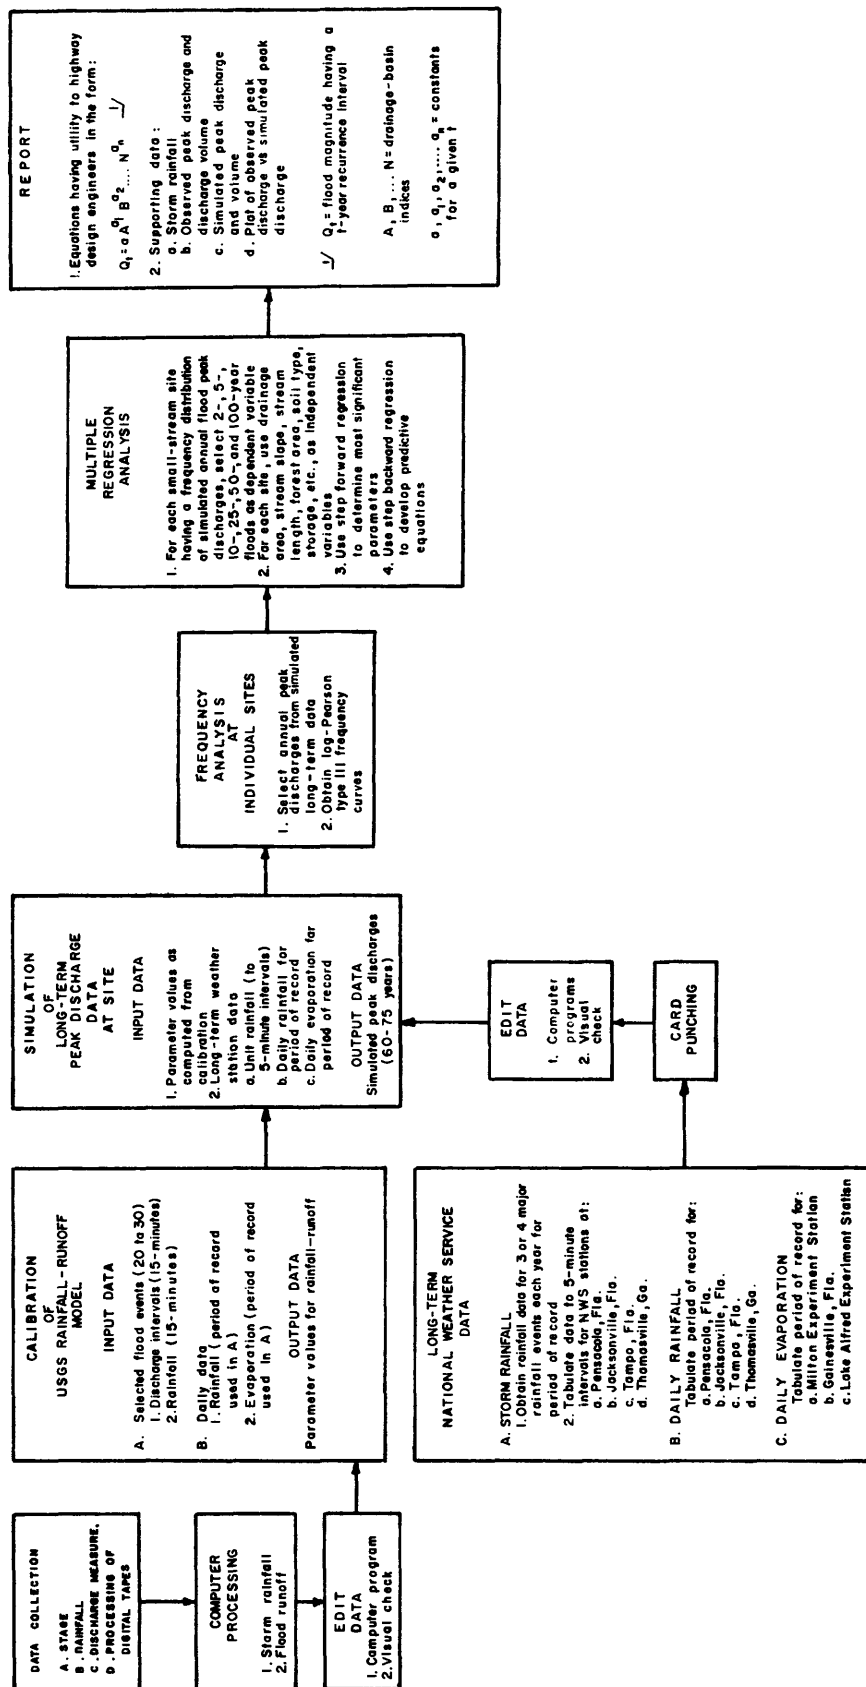 DATA COLLECTION
A. STAGE
B. RAINFALL
C. DISCHARGE MEASURE.
D. PROCESSING OF
DIGITAL TAPES
COMPUTER
PROCESSING
1. Storm rainfall
2. Flood runoff
EDIT
DATA
1. Computer program
2. Visual check
CALIBRATION
OF
USGS RAINFALL-RUNOFF
MODEL
INPUT DATA
A. Selected flood events (20 to 30)
1. Discharge intervals (15-minutes)
2. Rainfall (15-minutes)
B. Daily data
1. Rainfall (period of record
used in A)
2. Evaporation (period of record
used in A)
OUTPUT DATA
Parameter values for rainfall-runoff
LONG-TERM
NATIONAL WEATHER SERVICE
DATA
A. STORM RAINFALL
1. Obtain rainfall data for 3 or 4 major
rainfall events each year for
period of record
2. Tabulate data to 5-minute
intervals for NWS stations at:
a. Pensacola, Fla.
b. Jacksonville, Fla.
c. Tampa, Fla.
d. Thomasville, Ga.
B. DAILY RAINFALL
Tabulate period of record for:
a. Pensacola, Fla.
b. Jacksonville, Fla.
c. Tampa, Fla.
d. Thomasville, Ga.
C. DAILY EVAPORATION
Tabulate period of record for:
a. Milton Experiment Station
b. Gainesville, Fla.
c. Lake Alfred Experiment Station
CARD
PUNCHING
EDIT
DATA
1. Computer
programs
2. Visual
check
SIMULATION
OF
LONG-TERM
PEAK DISCHARGE
DATA
AT SITE
INPUT DATA
1. Parameter values as
computed from
calibration
2. Long-term weather
station data
a. Unit rainfall (to
5-minute intervals)
b. Daily rainfall for
period of record
c. Daily evaporation for
period of record
OUTPUT DATA
Simulated peak discharges
(60-75 years)
FREQUENCY
ANALYSIS
AT
INDIVIDUAL SITES
1. Select annual peak
discharges from simulated
long-term data
2. Obtain log-Pearson
type III frequency
curves
MULTIPLE
REGRESSION
ANALYSIS
1. For each small-stream site
having a frequency distribution
of simulated annual flood peak
discharges, select 2-, 5-,
10-, 25-, 50-, and 100-year
floods as dependent variable
2. For each site, use drainage
area, stream slope, stream
length, forest area, soil type,
storage, etc., as independent
variables
3. Use step forward regression
to determine most significant
parameters
4. Use step backward regression
to develop predictive
equations
REPORT
1. Equations having utility to highway
design engineers in the form:
Qt = a A^a1 B^a2 .... N^an 1/
2. Supporting data:
a. Storm rainfall
b. Observed peak discharge and
discharge volume
c. Simulated peak discharge
and volume
d. Plot of observed peak
discharge vs simulated peak
discharge
1/ Qt = flood magnitude having a
t-year recurrence interval
A, B, ... N = drainage-basin
indices
a, a1, a2, ... an = constants
for a given t